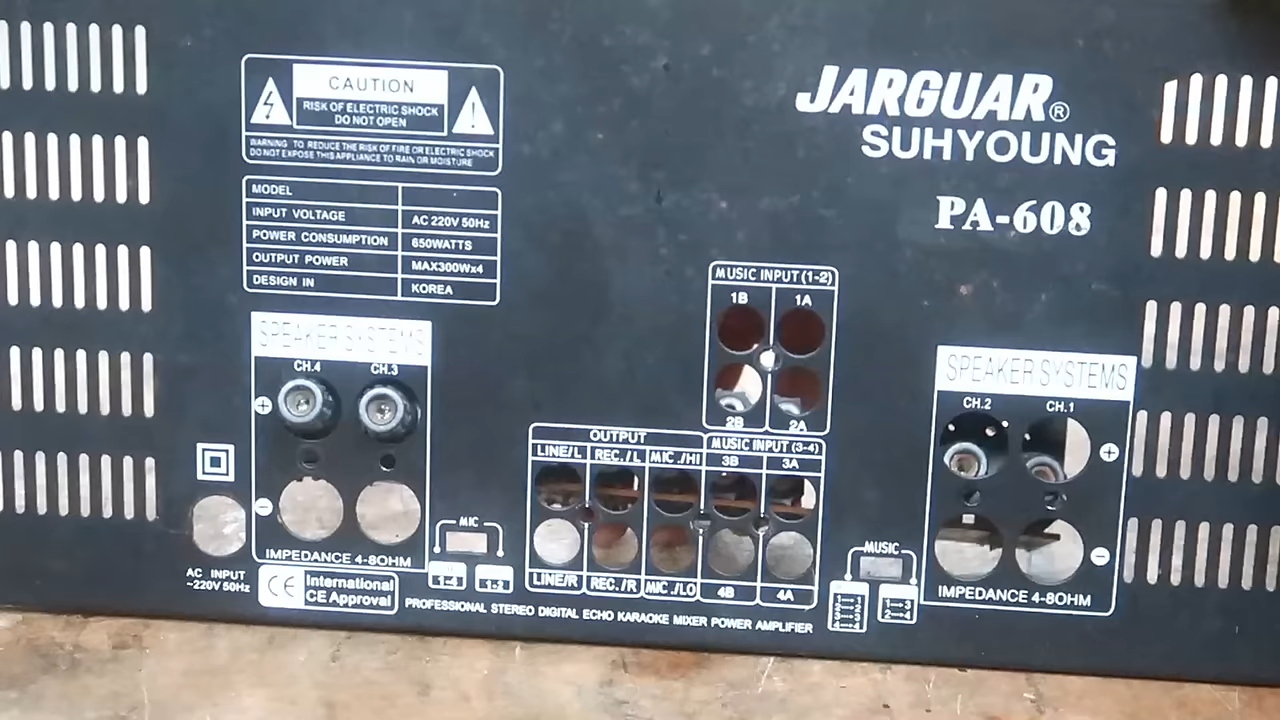 CAUTION
RISK OF ELECTRIC SHOCK
DO NOT OPEN
WARNING: TO REDUCE THE RISK OF FIRE OR ELECTRIC SHOCK
DO NOT EXPOSE THIS APPLIANCE TO RAIN OR MOISTURE
MODEL
INPUT VOLTAGE AC 220V 50Hz
POWER CONSUMPTION 650WATTS
OUTPUT POWER MAX300Wx4
DESIGN IN KOREA
JARGUAR®
SUHYOUNG
PA-608
MUSIC INPUT (1-2)
1B 1A
2B 2A
SPEAKER SYSTEMS
CH.4 CH.3
IMPEDANCE 4-8OHM
OUTPUT
MUSIC INPUT (3-4)
LINE/L REC./L MIC./HI 3B 3A
LINE/R REC./R MIC./LO 4B 4A
SPEAKER SYSTEMS
CH.2 CH.1
IMPEDANCE 4-8OHM
AC INPUT
~220V 50Hz
CE International
CE Approval
MIC
1-4 1-2
MUSIC
1→3
2→4
PROFESSIONAL STEREO DIGITAL ECHO KARAOKE MIXER POWER AMPLIFIER